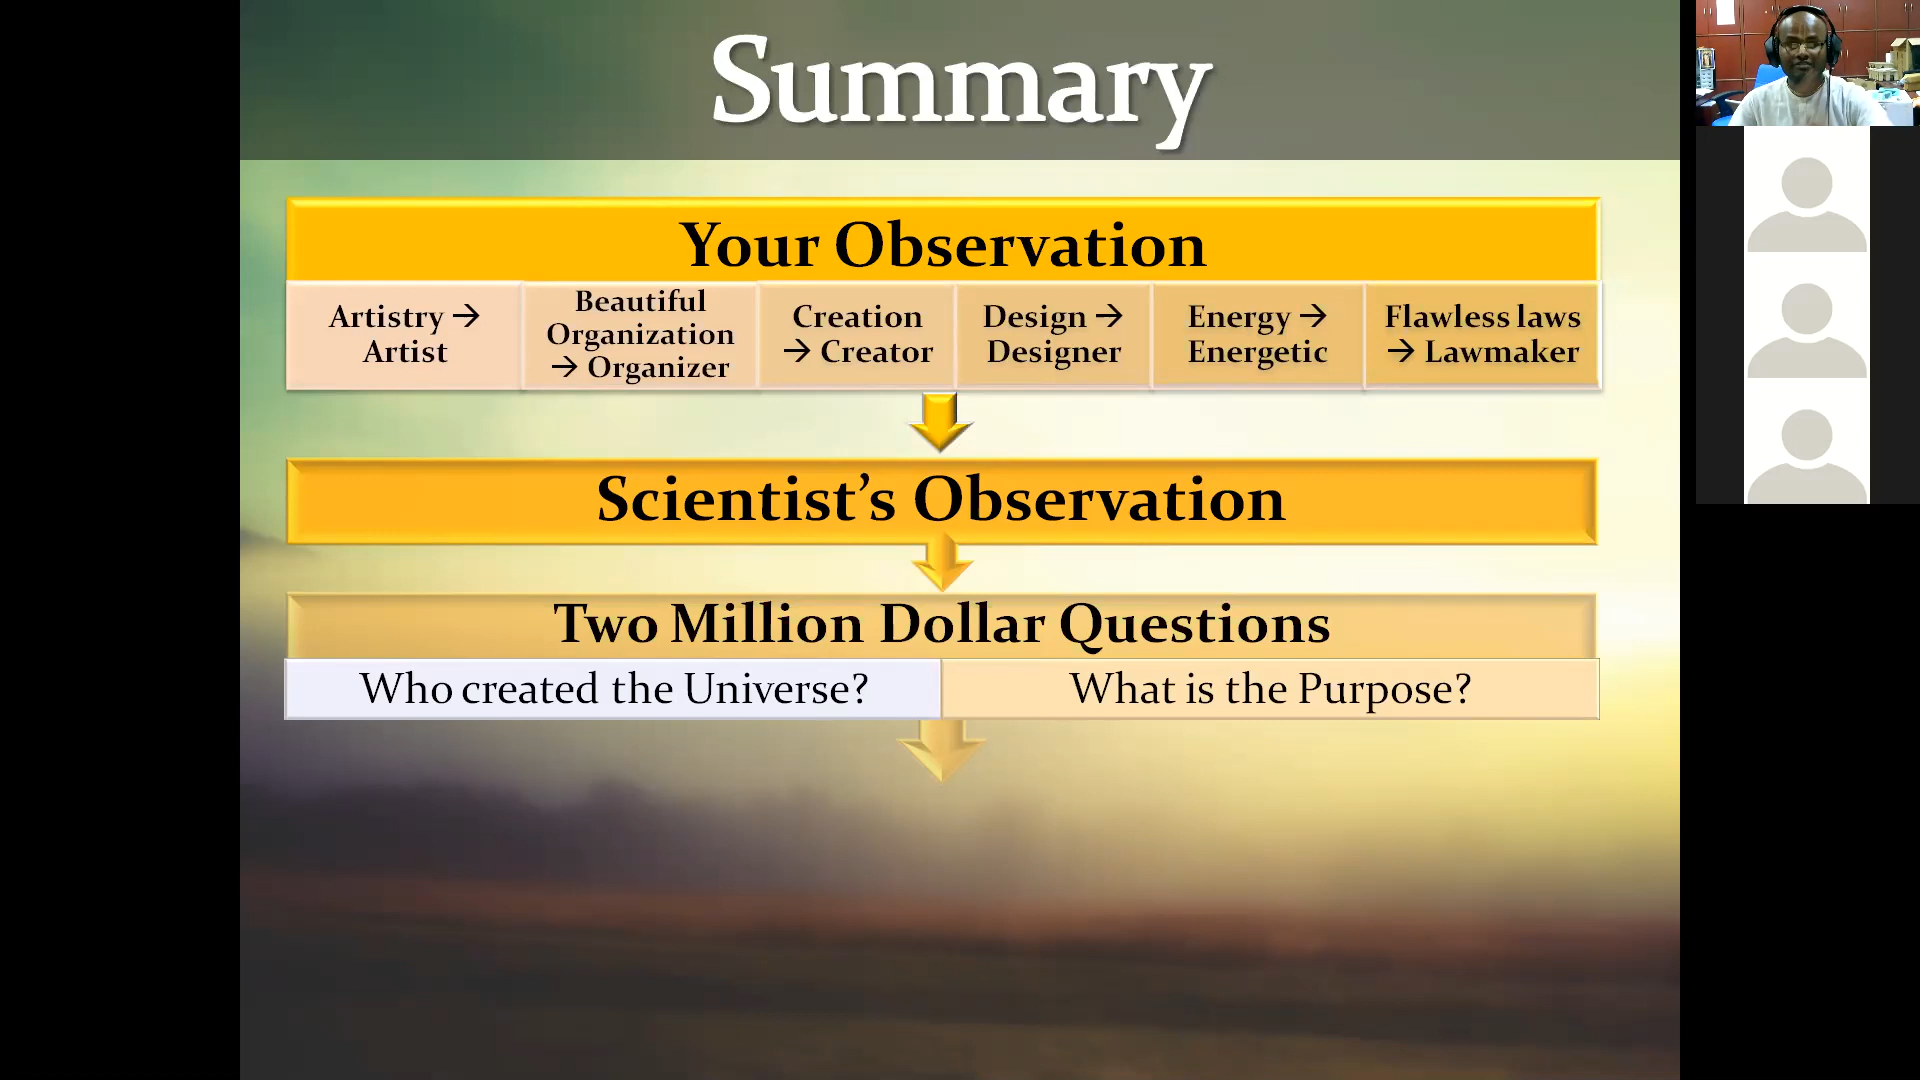 Summary
Your Observation
Artistry →
Artist
Beautiful
Organization
→ Organizer
Creation
→ Creator
Design →
Designer
Energy →
Energetic
Flawless laws
→ Lawmaker
Scientist’s Observation
Two Million Dollar Questions
Who created the Universe?
What is the Purpose?